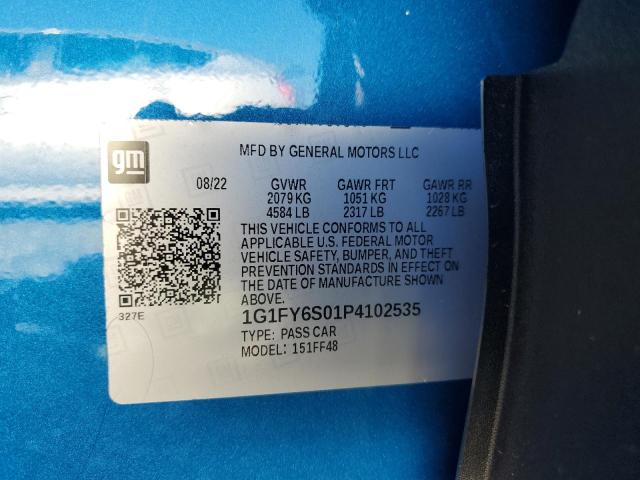 gm
MFD BY GENERAL MOTORS LLC
08/22 GVWR GAWR FRT GAWR RR
2079 KG 1051 KG 1028 KG
4584 LB 2317 LB 2267 LB
THIS VEHICLE CONFORMS TO ALL
APPLICABLE U.S. FEDERAL MOTOR
VEHICLE SAFETY, BUMPER, AND THEFT
PREVENTION STANDARDS IN EFFECT ON
THE DATE OF MANUFACTURE SHOWN
ABOVE.
327E
1G1FY6S01P4102535
TYPE: PASS CAR
MODEL: 151FF48